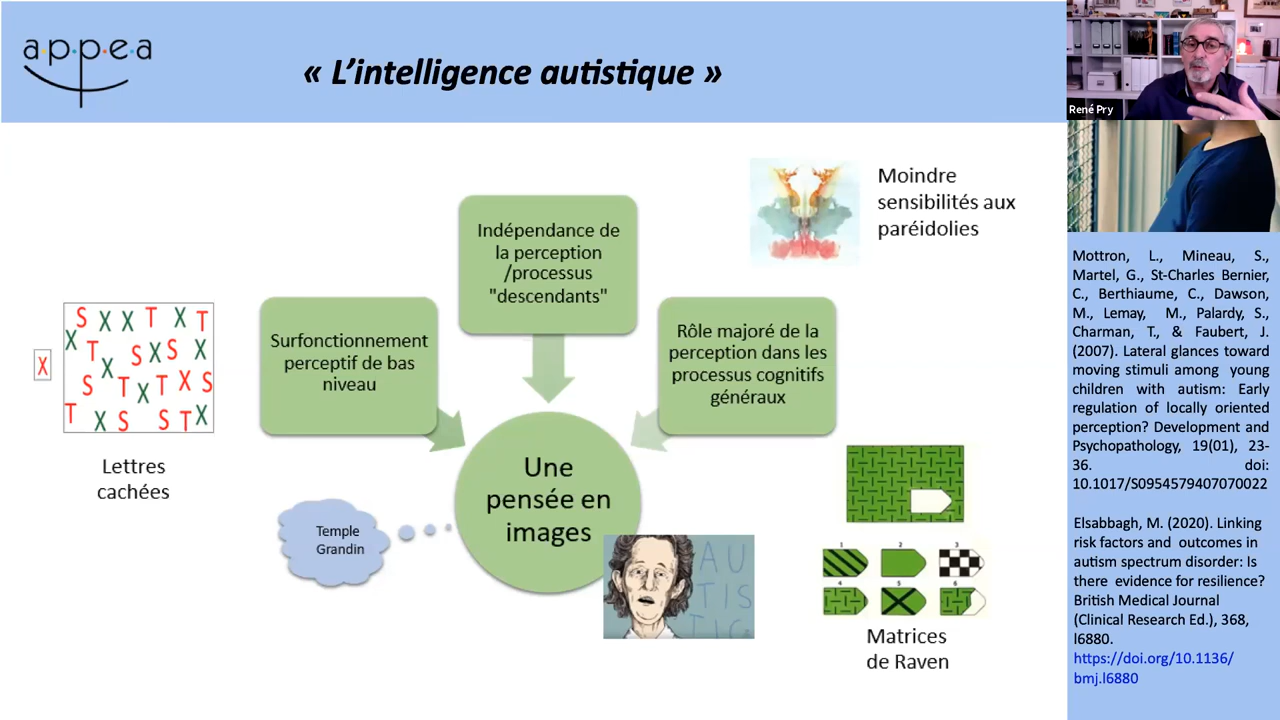 a·p·p·e·a
« L’intelligence autistique »
René Pry
Moindre
sensibilités aux
paréidolies
Indépendance de
la perception
/processus
"descendants"
Surfonctionnement
perceptif de bas
niveau
Rôle majoré de la
perception dans les
processus cognitifs
généraux
X
S X X T X T
X T S X S X
X
S T X T X S
T X S S T X
Lettres
cachées
Une
pensée en
images
Temple
Grandin
AU
TIS
TIC
1 2 3
4 5 6
Matrices
de Raven
Mottron, L., Mineau, S.,
Martel, G., St-Charles Bernier,
C., Berthiaume, C., Dawson,
M., Lemay, M., Palardy, S.,
Charman, T., & Faubert, J.
(2007). Lateral glances toward
moving stimuli among young
children with autism: Early
regulation of locally oriented
perception? Development and
Psychopathology, 19(01), 23-
36. doi:
10.1017/S0954579407070022
Elsabbagh, M. (2020). Linking
risk factors and outcomes in
autism spectrum disorder: Is
there evidence for resilience?
British Medical Journal
(Clinical Research Ed.), 368,
l6880.
https://doi.org/10.1136/
bmj.l6880